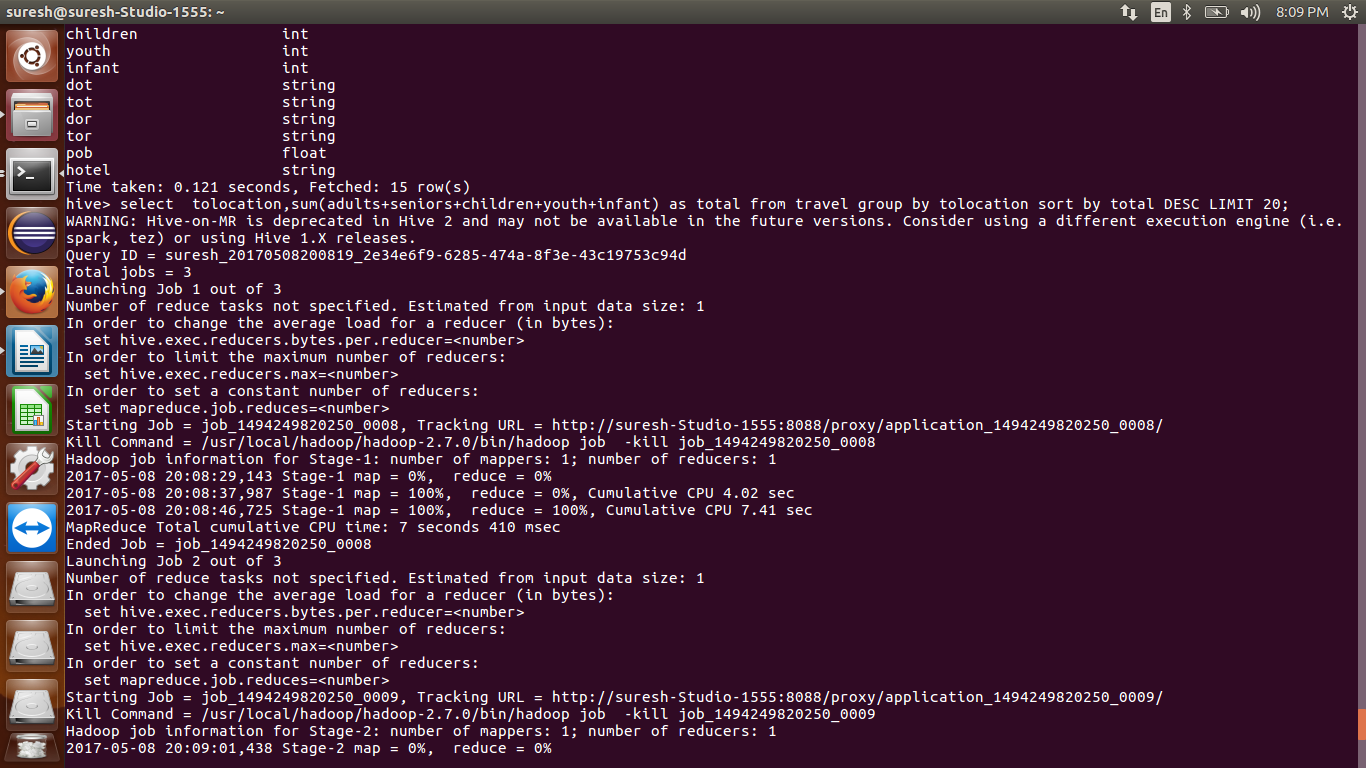 suresh@suresh-Studio-1555: ~
En
8:09 PM
children                int
youth                   int
infant                  int
dot                     string
tot                     string
dor                     string
tor                     string
pob                     float
hotel                   string
Time taken: 0.121 seconds, Fetched: 15 row(s)
hive> select  tolocation,sum(adults+seniors+children+youth+infant) as total from travel group by tolocation sort by total DESC LIMIT 20;
WARNING: Hive-on-MR is deprecated in Hive 2 and may not be available in the future versions. Consider using a different execution engine (i.e.
spark, tez) or using Hive 1.X releases.
Query ID = suresh_20170508200819_2e34e6f9-6285-474a-8f3e-43c19753c94d
Total jobs = 3
Launching Job 1 out of 3
Number of reduce tasks not specified. Estimated from input data size: 1
In order to change the average load for a reducer (in bytes):
  set hive.exec.reducers.bytes.per.reducer=<number>
In order to limit the maximum number of reducers:
  set hive.exec.reducers.max=<number>
In order to set a constant number of reducers:
  set mapreduce.job.reduces=<number>
Starting Job = job_1494249820250_0008, Tracking URL = http://suresh-Studio-1555:8088/proxy/application_1494249820250_0008/
Kill Command = /usr/local/hadoop/hadoop-2.7.0/bin/hadoop job  -kill job_1494249820250_0008
Hadoop job information for Stage-1: number of mappers: 1; number of reducers: 1
2017-05-08 20:08:29,143 Stage-1 map = 0%,  reduce = 0%
2017-05-08 20:08:37,987 Stage-1 map = 100%,  reduce = 0%, Cumulative CPU 4.02 sec
2017-05-08 20:08:46,725 Stage-1 map = 100%,  reduce = 100%, Cumulative CPU 7.41 sec
MapReduce Total cumulative CPU time: 7 seconds 410 msec
Ended Job = job_1494249820250_0008
Launching Job 2 out of 3
Number of reduce tasks not specified. Estimated from input data size: 1
In order to change the average load for a reducer (in bytes):
  set hive.exec.reducers.bytes.per.reducer=<number>
In order to limit the maximum number of reducers:
  set hive.exec.reducers.max=<number>
In order to set a constant number of reducers:
  set mapreduce.job.reduces=<number>
Starting Job = job_1494249820250_0009, Tracking URL = http://suresh-Studio-1555:8088/proxy/application_1494249820250_0009/
Kill Command = /usr/local/hadoop/hadoop-2.7.0/bin/hadoop job  -kill job_1494249820250_0009
Hadoop job information for Stage-2: number of mappers: 1; number of reducers: 1
2017-05-08 20:09:01,438 Stage-2 map = 0%,  reduce = 0%